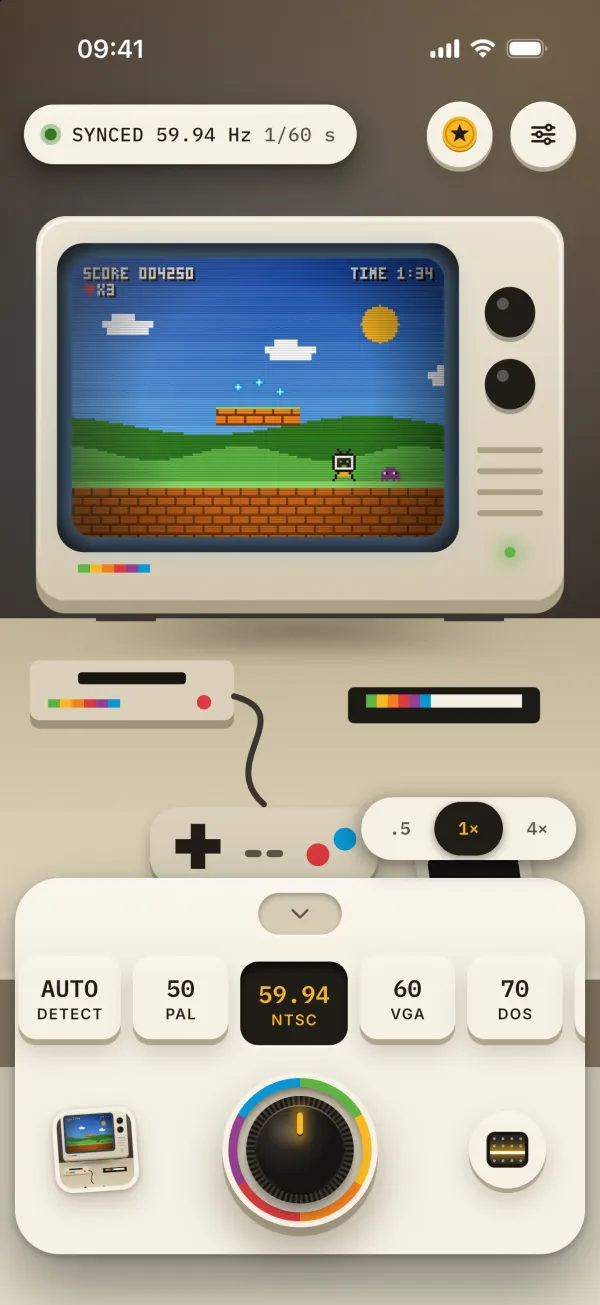 09:41
SYNCED 59.94 Hz 1/60 s
SCORE 004250 TIME 1:34
X3
.5 1× 4×
AUTO DETECT
50 PAL
59.94 NTSC
60 VGA
70 DOS